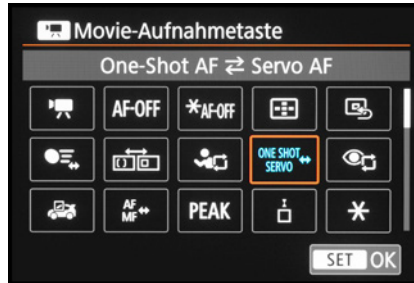 Movie-Aufnahmetaste
One-Shot AF ⇄ Servo AF
AF-OFF
*AF-OFF
ONE SHOT
SERVO
AF
MF
PEAK
*
SET OK